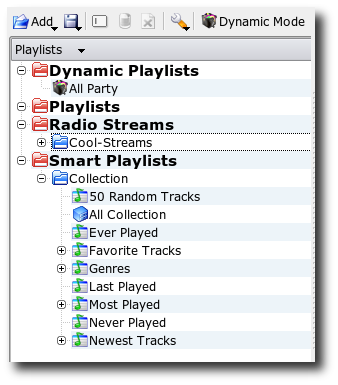 Add Dynamic Mode
Playlists
Dynamic Playlists
All Party
Playlists
Radio Streams
Cool-Streams
Smart Playlists
Collection
50 Random Tracks
All Collection
Ever Played
Favorite Tracks
Genres
Last Played
Most Played
Never Played
Newest Tracks